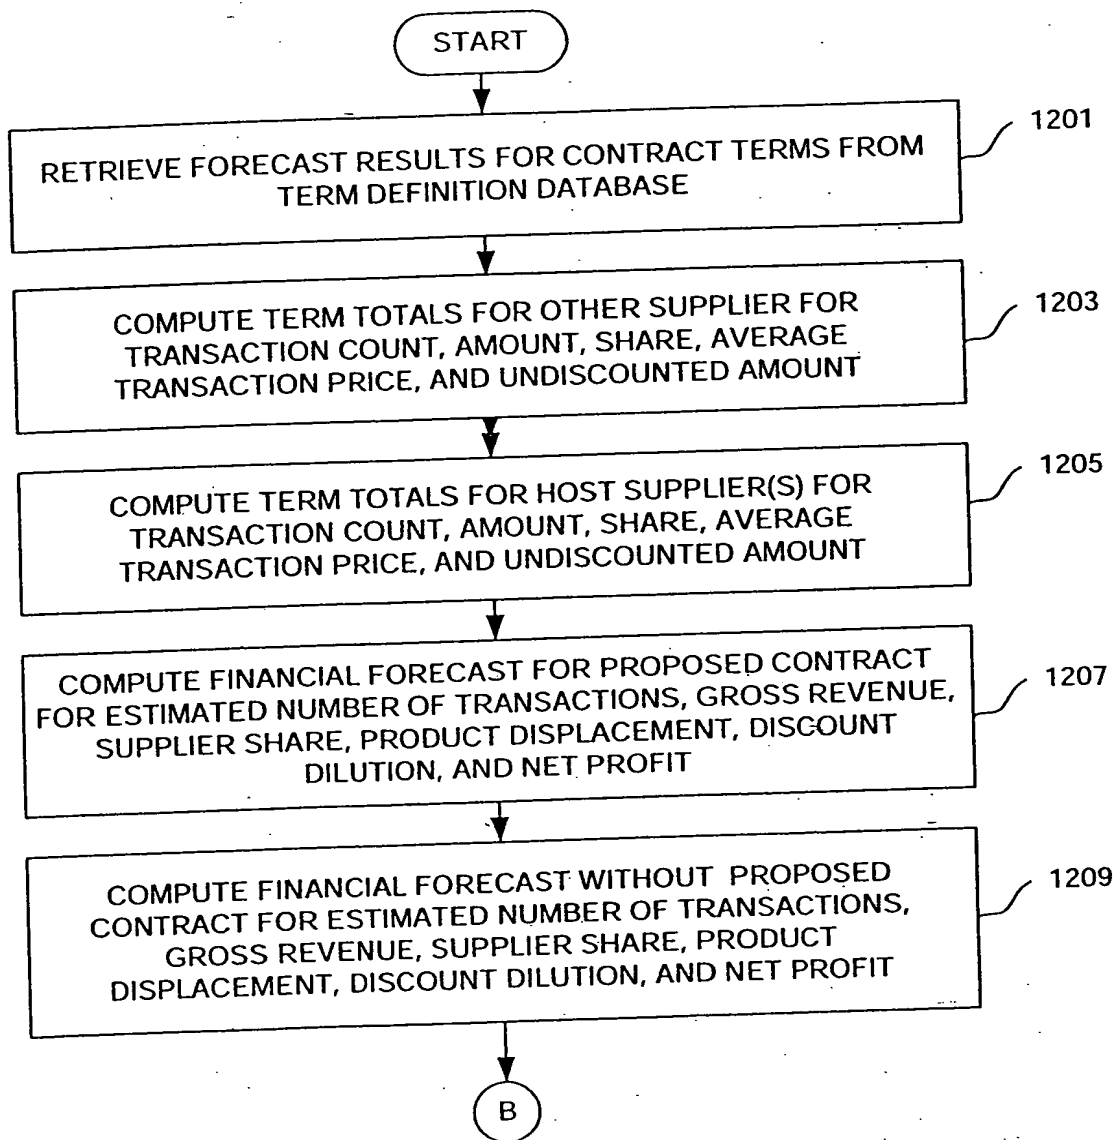 START
RETRIEVE FORECAST RESULTS FOR CONTRACT TERMS FROM
TERM DEFINITION DATABASE
1201
COMPUTE TERM TOTALS FOR OTHER SUPPLIER FOR
TRANSACTION COUNT, AMOUNT, SHARE, AVERAGE
TRANSACTION PRICE, AND UNDISCOUNTED AMOUNT
1203
COMPUTE TERM TOTALS FOR HOST SUPPLIER(S) FOR
TRANSACTION COUNT, AMOUNT, SHARE, AVERAGE
TRANSACTION PRICE, AND UNDISCOUNTED AMOUNT
1205
COMPUTE FINANCIAL FORECAST FOR PROPOSED CONTRACT
FOR ESTIMATED NUMBER OF TRANSACTIONS, GROSS REVENUE,
SUPPLIER SHARE, PRODUCT DISPLACEMENT, DISCOUNT
DILUTION, AND NET PROFIT
1207
COMPUTE FINANCIAL FORECAST WITHOUT PROPOSED
CONTRACT FOR ESTIMATED NUMBER OF TRANSACTIONS,
GROSS REVENUE, SUPPLIER SHARE, PRODUCT
DISPLACEMENT, DISCOUNT DILUTION, AND NET PROFIT
1209
B